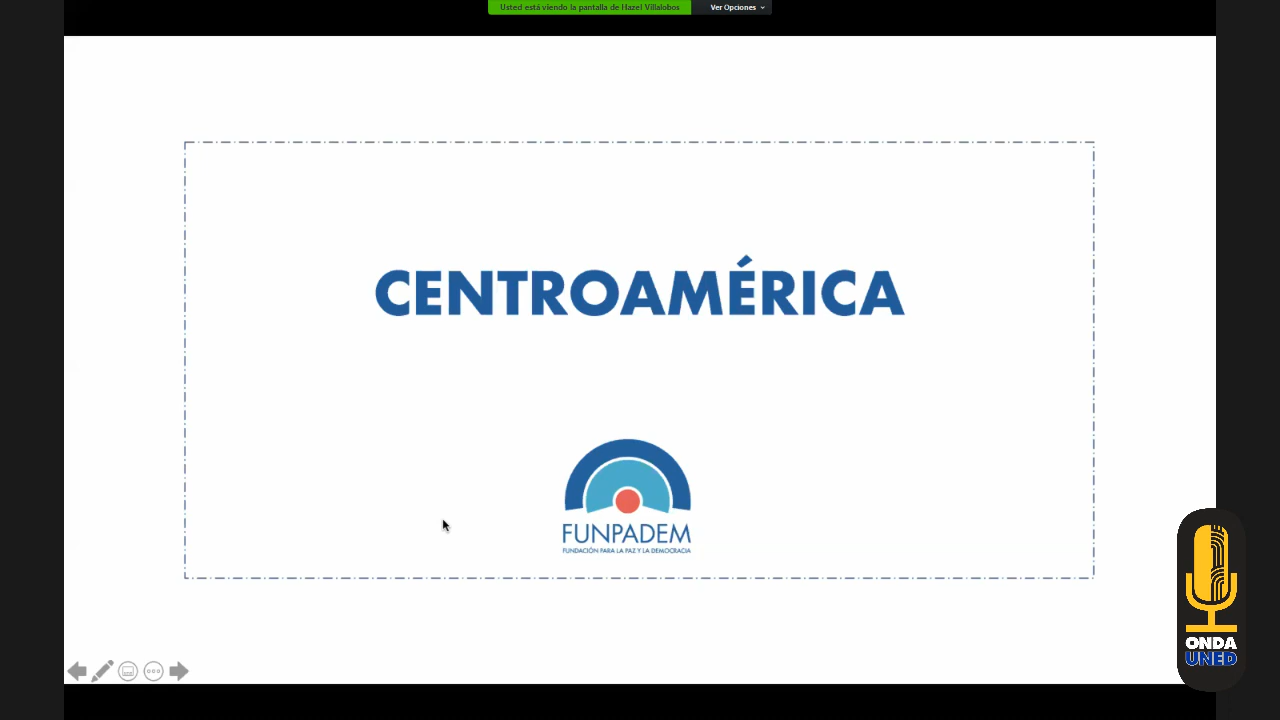 Usted está viendo la pantalla de Hazel Villalobos
Ver Opciones
CENTROAMÉRICA
FUNPADEM
FUNDACIÓN PARA LA PAZ Y LA DEMOCRACIA
ONDA
UNED